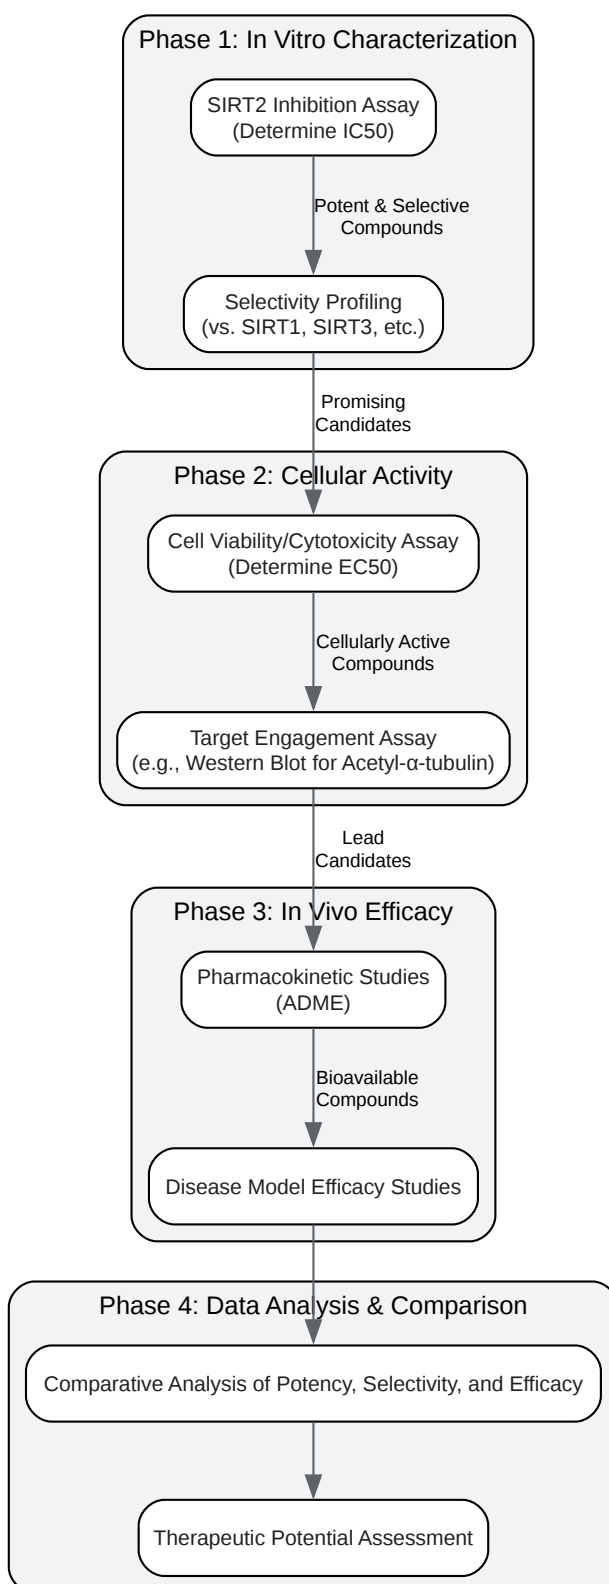 Phase 1: In Vitro Characterization
SIRT2 Inhibition Assay
(Determine IC50)
Potent & Selective
Compounds
Selectivity Profiling
(vs. SIRT1, SIRT3, etc.)
Promising
Candidates
Phase 2: Cellular Activity
Cell Viability/Cytotoxicity Assay
(Determine EC50)
Cellularly Active
Compounds
Target Engagement Assay
(e.g., Western Blot for Acetyl-α-tubulin)
Lead
Candidates
Phase 3: In Vivo Efficacy
Pharmacokinetic Studies
(ADME)
Bioavailable
Compounds
Disease Model Efficacy Studies
Phase 4: Data Analysis & Comparison
Comparative Analysis of Potency, Selectivity, and Efficacy
Therapeutic Potential Assessment